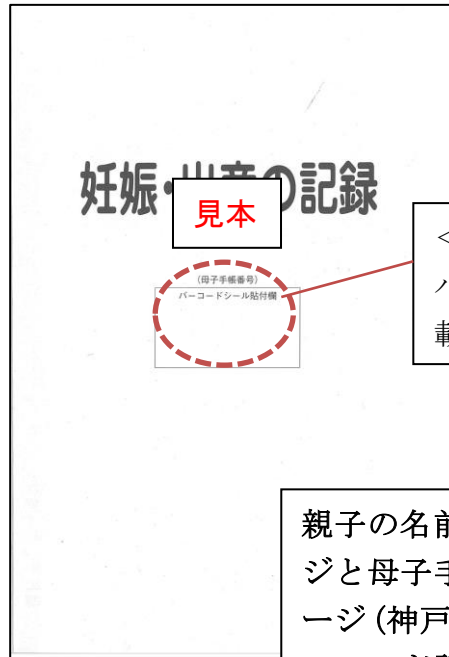 妊娠・出産の記録
見本
(母子手帳番号)
バーコードシール貼付欄
<
バ
載
親子の名前
ジと母子手
ージ(神戸